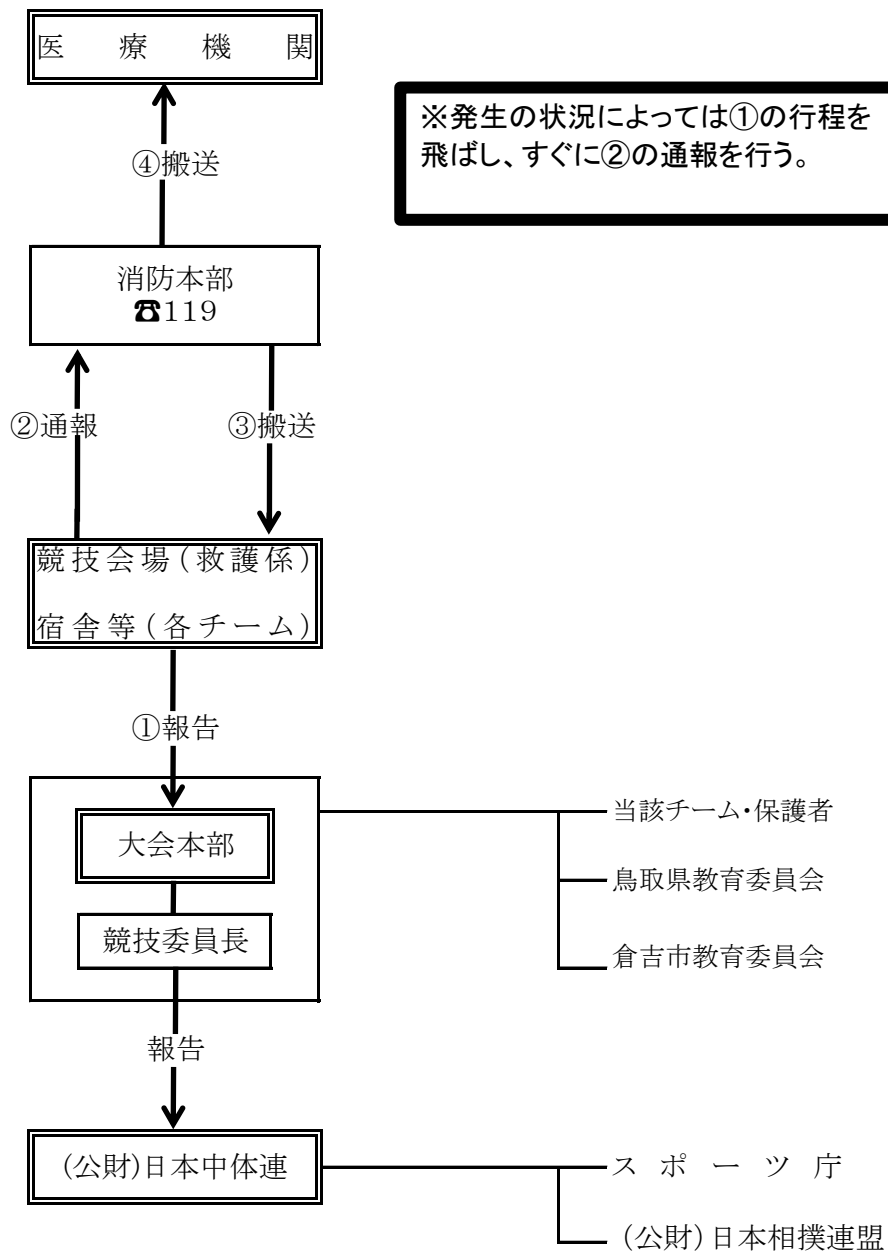 医療機関
※発生の状況によっては①の行程を
飛ばし、すぐに②の通報を行う。
④搬送
消防本部
☎119
②通報
③搬送
競技会場(救護係)
宿舎等(各チーム)
①報告
大会本部
競技委員長
当該チーム・保護者
鳥取県教育委員会
倉吉市教育委員会
報告
(公財)日本中体連
スポーツ庁
(公財)日本相撲連盟